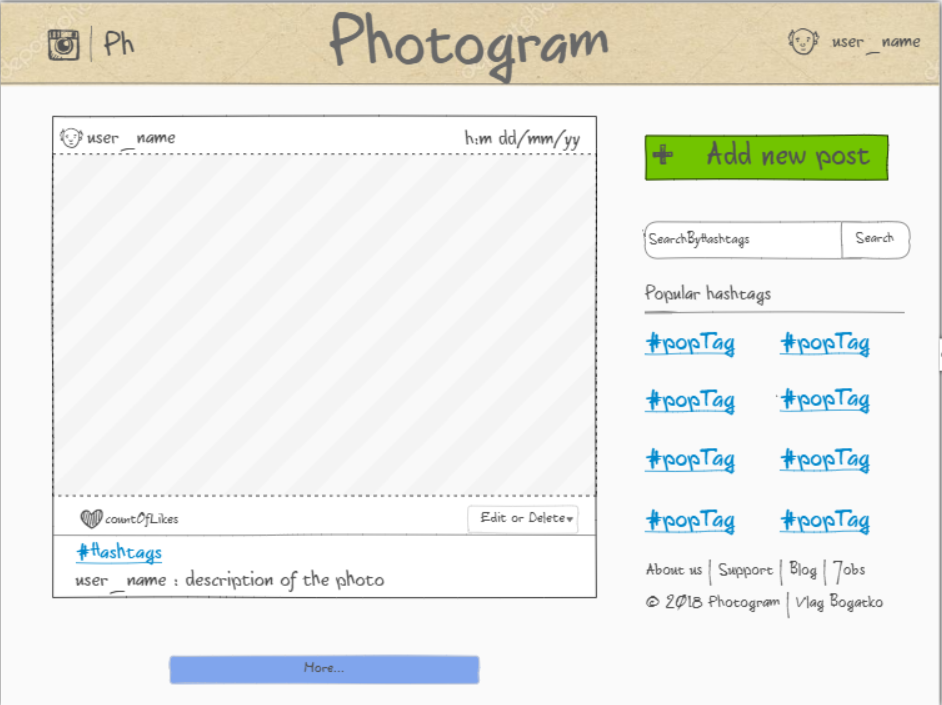 Ph
Photogram
user_name
user_name
h:m dd/mm/yy
countOfLikes
Edit or Delete
#Hashtags
user_name : description of the photo
More...
+ Add new post
SearchByHashtags
Search
Popular hashtags
#popTag #popTag
#popTag #popTag
#popTag #popTag
#popTag #popTag
About us | Support | Blog | Jobs
© 2018 Photogram | Vlag Bogatko